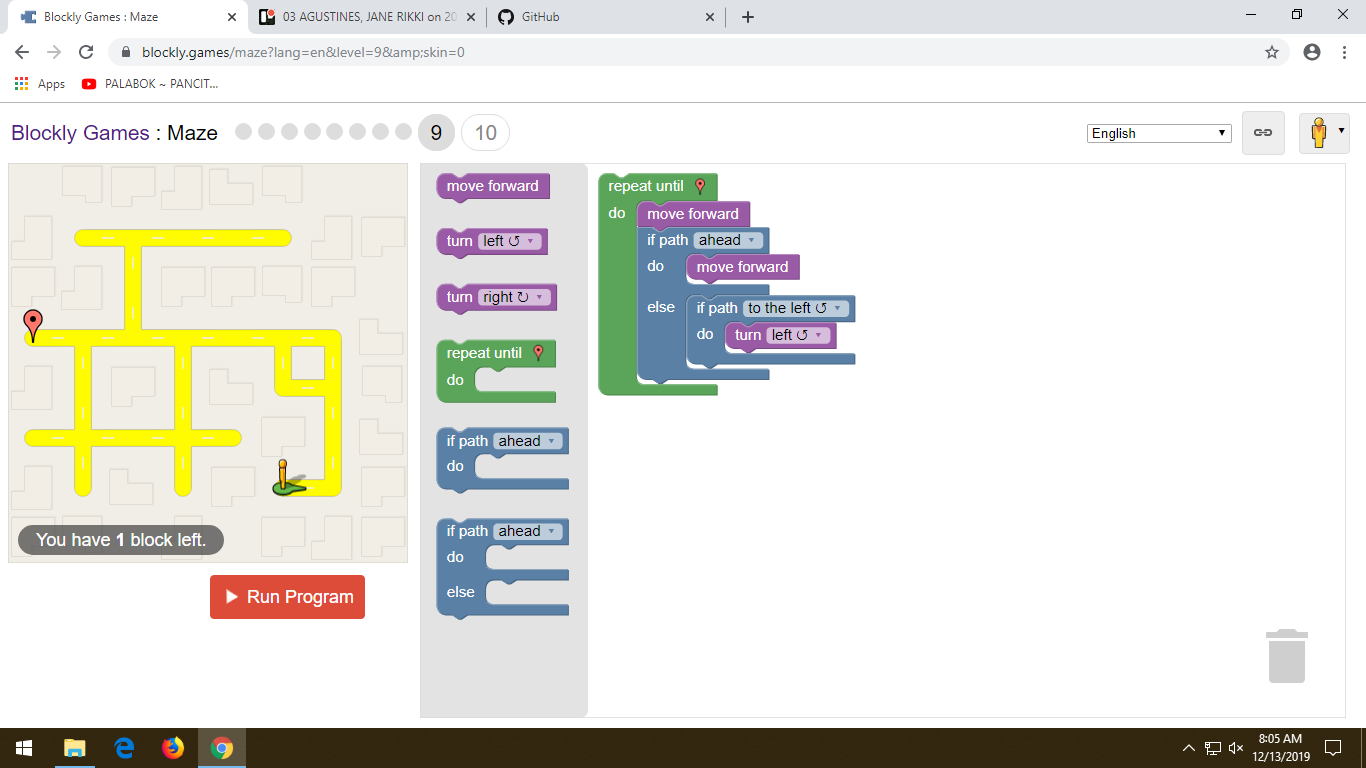 Blockly Games : Maze
03 AGUSTINES, JANE RIKKI on 20
GitHub
blockly.games/maze?lang=en&level=9&amp;skin=0
Apps
PALABOK ~ PANCIT...
Blockly Games : Maze
9
10
English
move forward
turn left ↺
turn right ↻
repeat until
do
if path ahead
do
if path ahead
do
else
repeat until
do
move forward
if path ahead
do
move forward
else
if path to the left ↺
do
turn left ↺
You have 1 block left.
Run Program
8:05 AM
12/13/2019